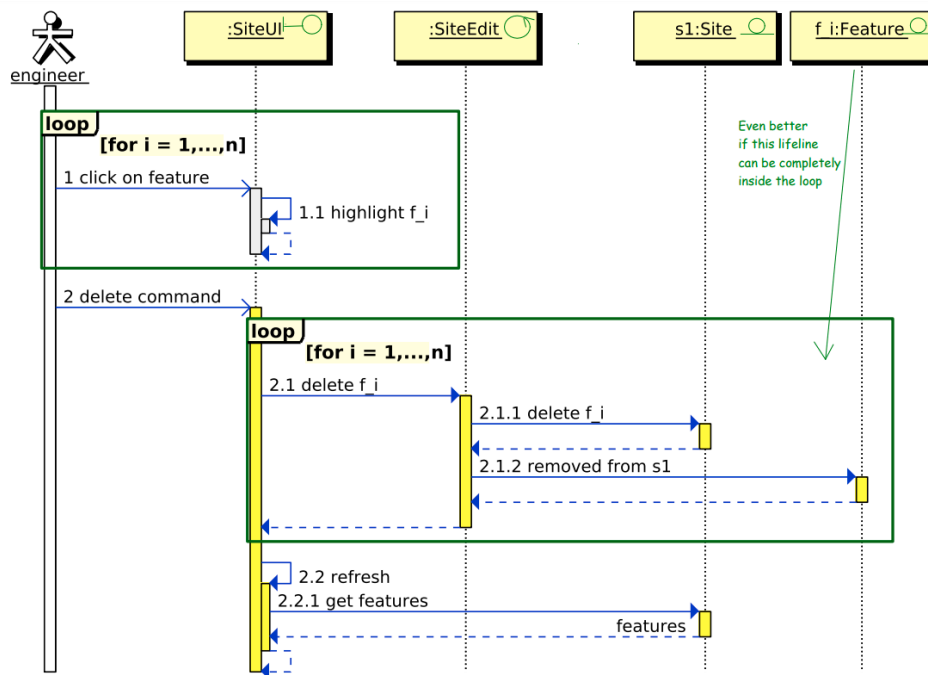 engineer
:SiteUI
:SiteEdit
s1:Site
f_i:Feature
loop
[for i = 1,...,n]
Even better
if this lifeline
can be completely
inside the loop
1 click on feature
1.1 highlight f_i
2 delete command
loop
[for i = 1,...,n]
2.1 delete f_i
2.1.1 delete f_i
2.1.2 removed from s1
2.2 refresh
2.2.1 get features
features